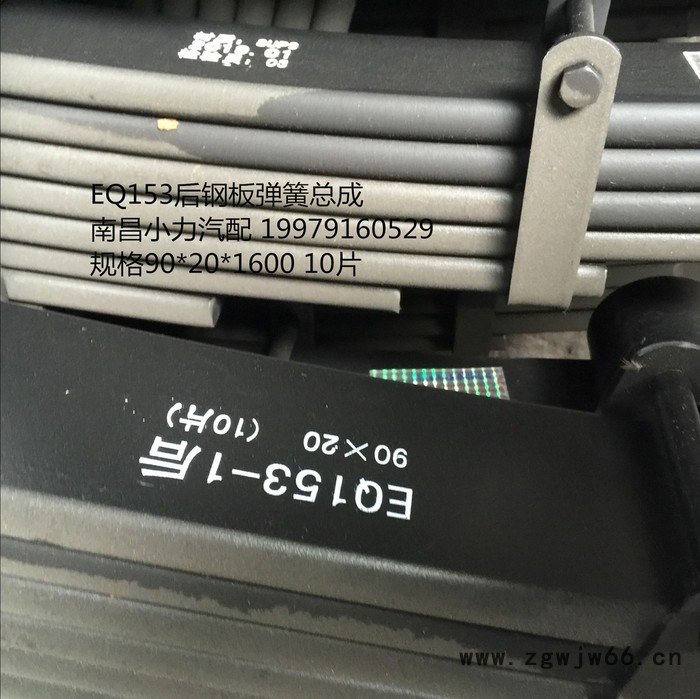 EQ153后钢板弹簧总成
南昌小力汽配 19979160529
规格90*20*1600 10片
EQ153-1后
90×20 (10片)
www.zgwjw66.cn